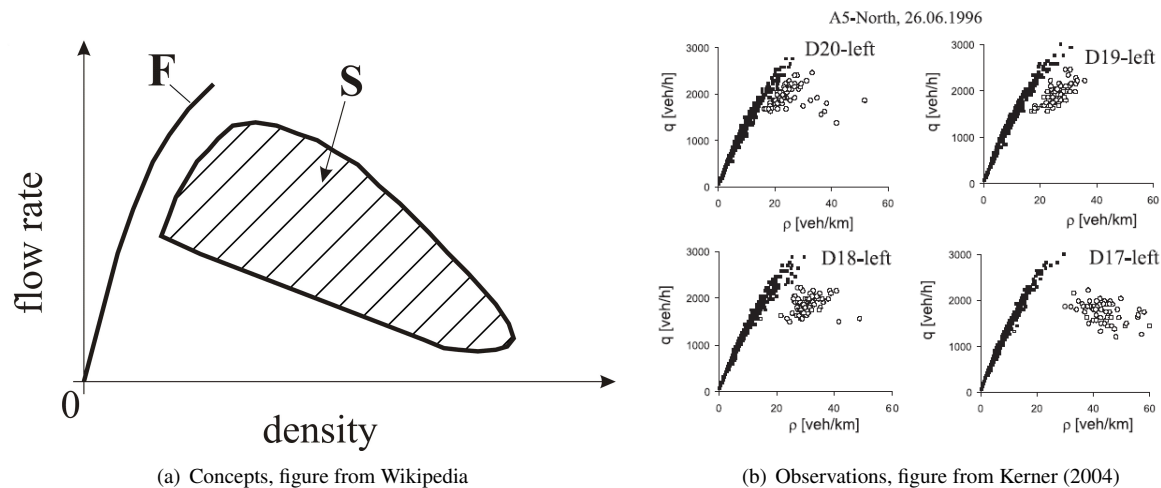 F
S
flow rate
0
density
(a) Concepts, figure from Wikipedia
A5-North, 26.06.1996
D20-left
3000
2000
1000
0
q [veh/h]
0 20 40 60
ρ [veh/km]
D19-left
3000
2000
1000
0
q [veh/h]
0 20 40 60
ρ [veh/km]
D18-left
3000
2000
1000
0
q [veh/h]
0 20 40 60
ρ [veh/km]
D17-left
3000
2000
1000
0
q [veh/h]
0 20 40 60
ρ [veh/km]
(b) Observations, figure from Kerner (2004)